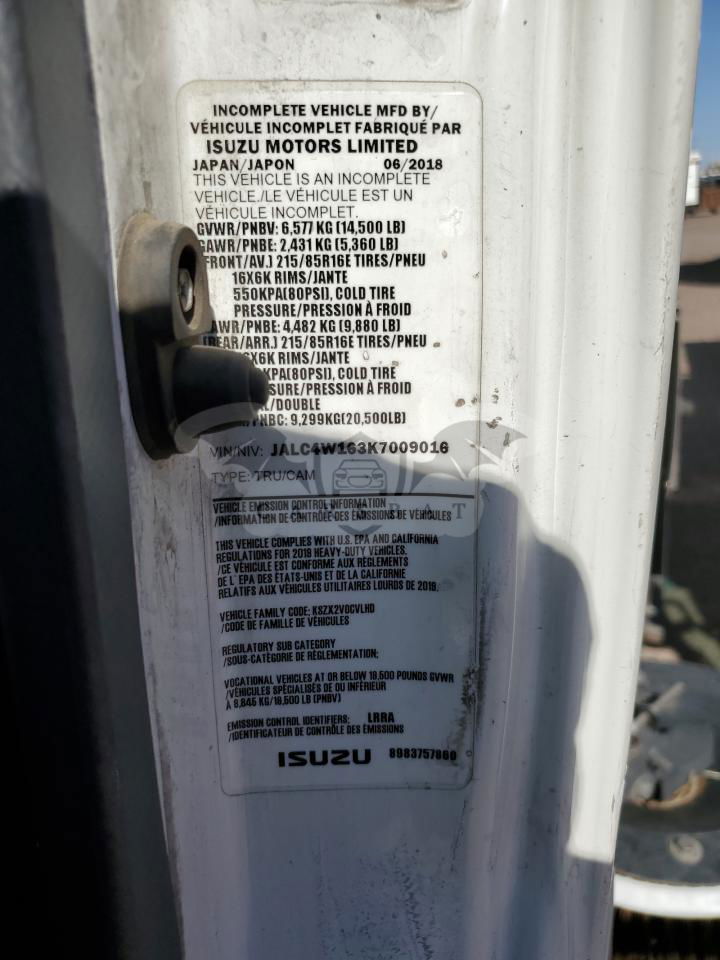 INCOMPLETE VEHICLE MFD BY/
VÉHICULE INCOMPLET FABRIQUÉ PAR
ISUZU MOTORS LIMITED
JAPAN/JAPON 06/2018
THIS VEHICLE IS AN INCOMPLETE
VEHICLE./LE VÉHICULE EST UN
VÉHICULE INCOMPLET.
GVWR/PNBV: 6,577 KG (14,500 LB)
GAWR/PNBE: 2,431 KG (5,360 LB)
(FRONT/AV.) 215/85R16E TIRES/PNEU
16X6K RIMS/JANTE
550KPA(80PSI), COLD TIRE
PRESSURE/PRESSION À FROID
AWR/PNBE: 4,482 KG (9,880 LB)
(REAR/ARR.) 215/85R16E TIRES/PNEU
6X6K RIMS/JANTE
KPA(80PSI), COLD TIRE
SURE/PRESSION À FROID
/DOUBLE
PNBC: 9,299KG(20,500LB)
VIN/NIV: JALC4W163K7009016
TYPE: TRU/CAM
VEHICLE EMISSION CONTROL INFORMATION
/INFORMATION DE CONTRÔLE DES ÉMISSIONS DE VÉHICULES
THIS VEHICLE COMPLIES WITH U.S. EPA AND CALIFORNIA
REGULATIONS FOR 2019 HEAVY-DUTY VEHICLES.
/CE VÉHICULE EST CONFORME AUX RÈGLEMENTS
DE L'EPA DES ÉTATS-UNIS ET DE LA CALIFORNIE
RELATIFS AUX VÉHICULES UTILITAIRES LOURDS DE 2019.
VEHICLE FAMILY CODE: KSZX2VOCVLHD
/CODE DE FAMILLE DE VÉHICULES
REGULATORY SUB CATEGORY
/SOUS-CATÉGORIE DE RÉGLEMENTATION:
VOCATIONAL VEHICLES AT OR BELOW 19,500 POUNDS GVWR
/VÉHICULES SPÉCIALISÉS DE OU INFÉRIEUR
À 8,845 KG/19,500 LB (PNBV)
EMISSION CONTROL IDENTIFIERS: LRRA
/IDENTIFICATEUR DE CONTRÔLE DES ÉMISSIONS
ISUZU 8983757860